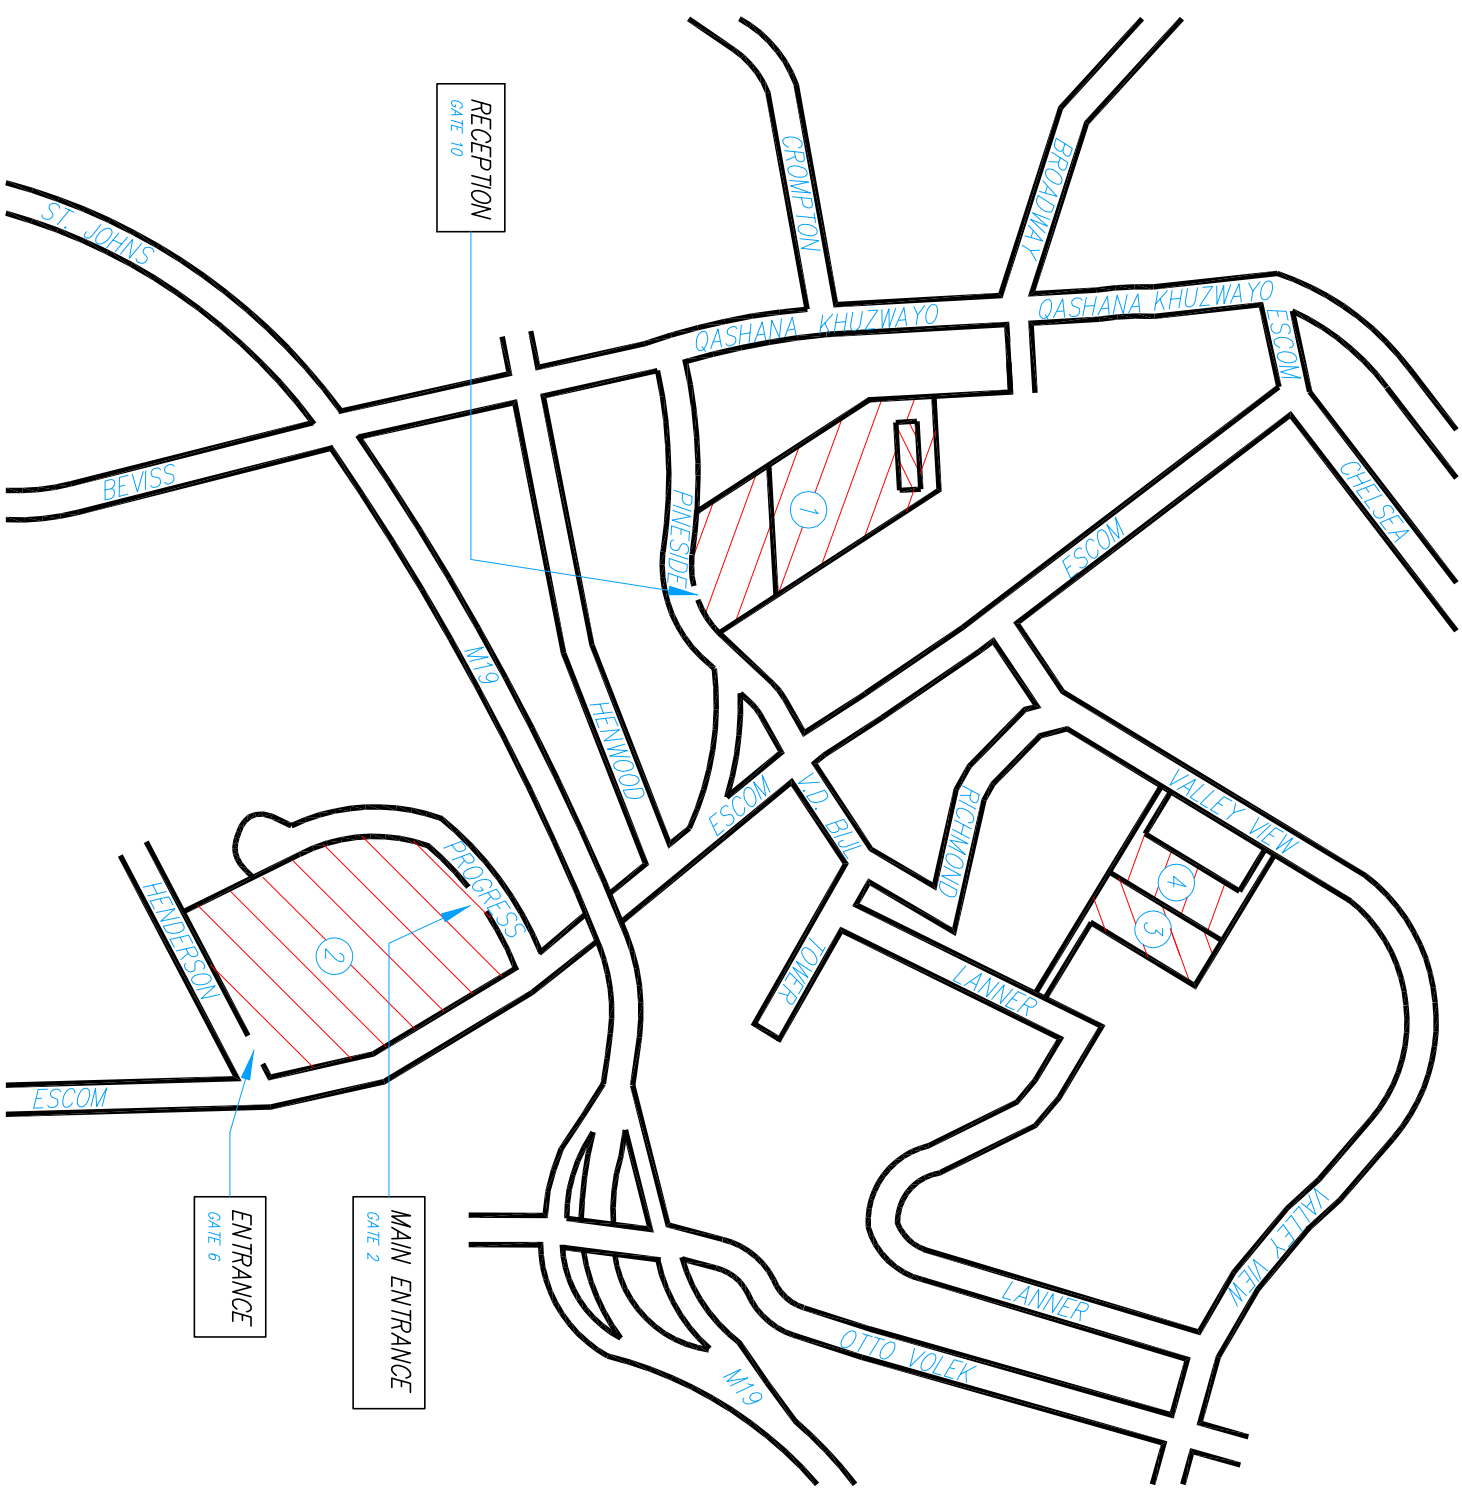 RECEPTION
GATE 10
CROMPTON
BROADWAY
QASHANA KHUZWAYO
QASHANA KHUZWAYO
ESCOM
CHELSEA
ST. JOHNS
BEVISS
PINESIDE
1
ESCOM
M19
HENWOOD
ESCOM
V.D. BIJL
RICHMOND
VALLEY VIEW
4
3
PROGRESS
HENDERSON
2
TOWER
LANNER
ESCOM
VALLEY VIEW
LANNER
OTTO VOLEK
M19
MAIN ENTRANCE
GATE 2
ENTRANCE
GATE 6